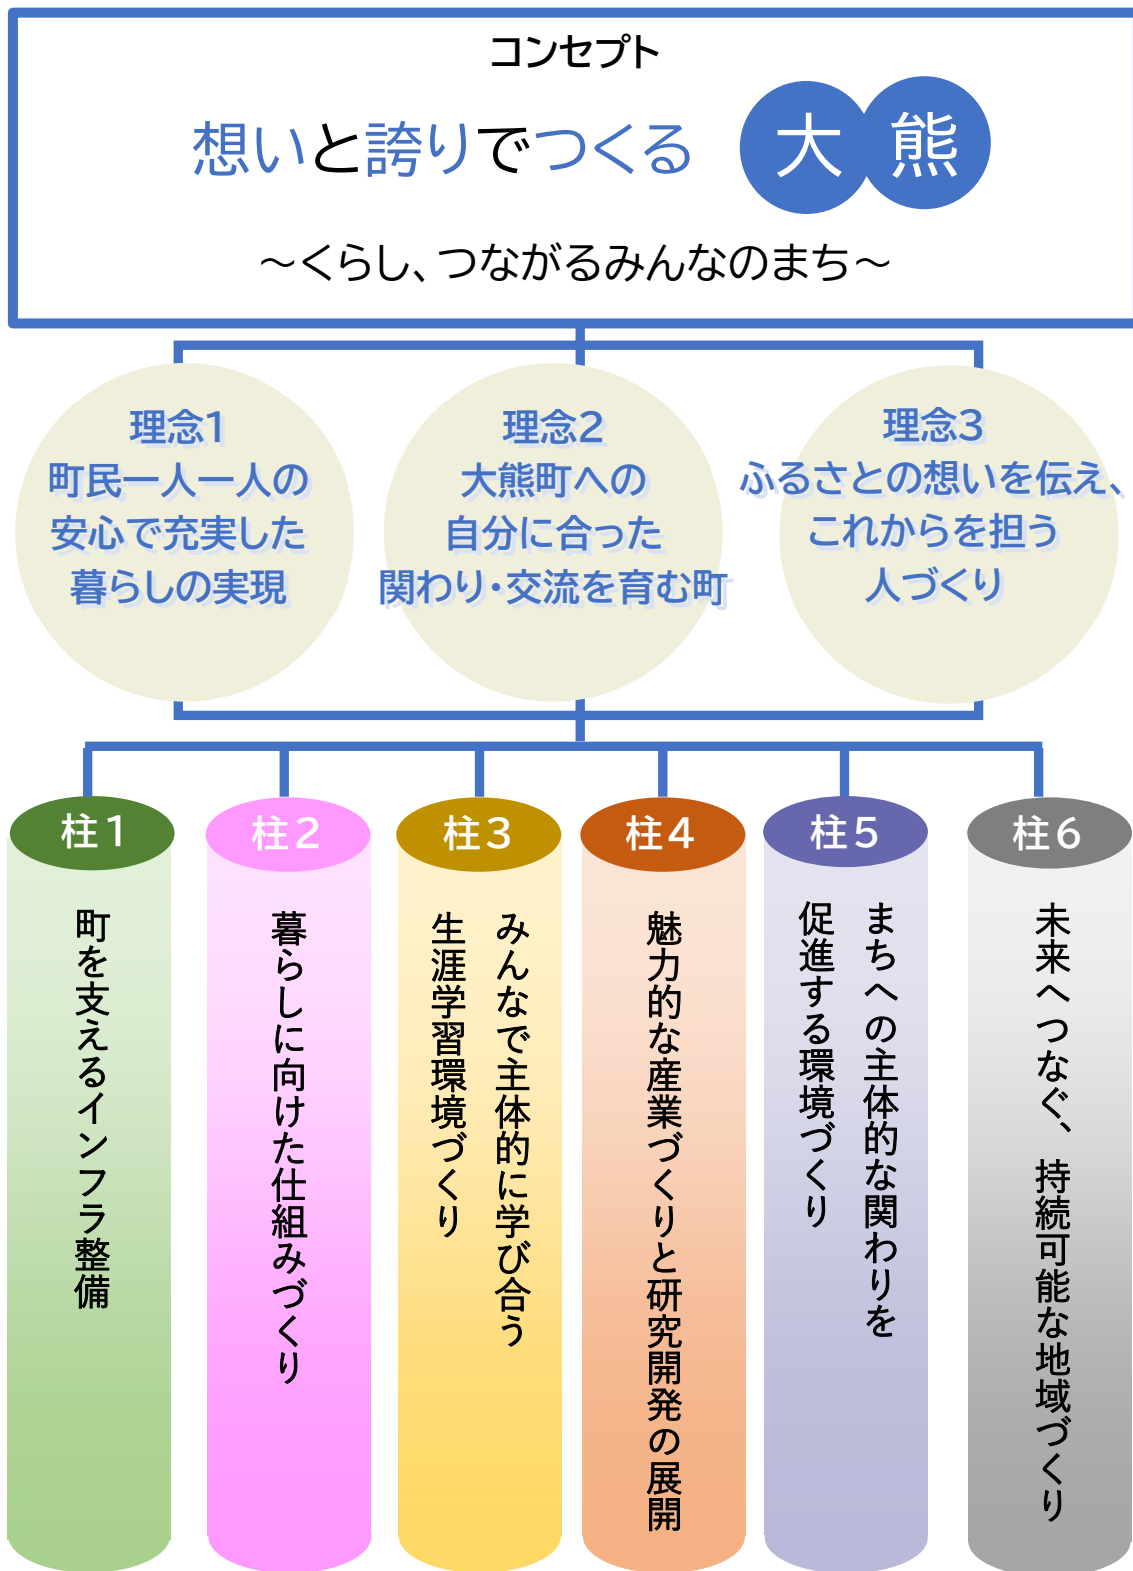 コンセプト
想いと誇りでつくる 大熊
～くらし、つながるみんなのまち～
理念1
町民一人一人の
安心で充実した
暮らしの実現
理念2
大熊町への
自分に合った
関わり・交流を育む町
理念3
ふるさとの想いを伝え、
これからを担う
人づくり
柱1
町を支えるインフラ整備
柱2
暮らしに向けた仕組みづくり
柱3
みんなで主体的に学び合う
生涯学習環境づくり
柱4
魅力的な産業づくりと研究開発の展開
柱5
まちへの主体的な関わりを
促進する環境づくり
柱6
未来へつなぐ、持続可能な地域づくり